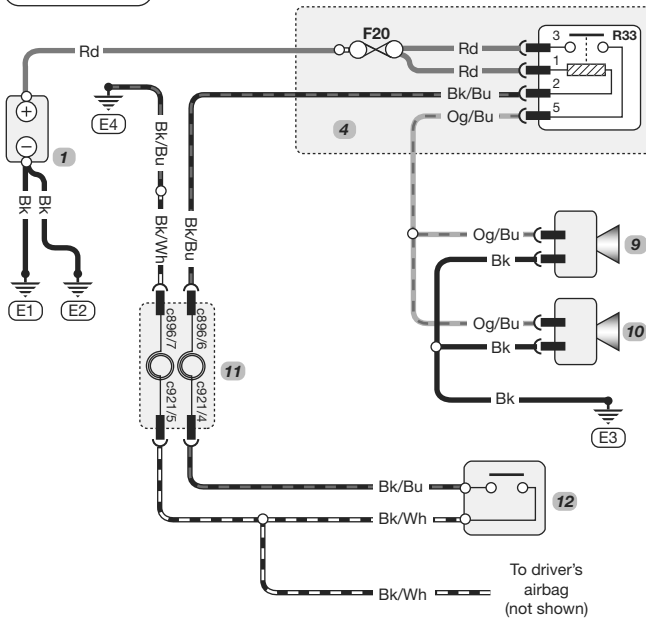 F20
R33
Rd
Rd
Rd
3
1
2
5
Bk/Bu
Og/Bu
4
E4
+
−
1
Bk
Bk
E1
E2
Bk/Bu
Bk/Wh
Bk/Bu
c896/7
c896/6
c921/5
c921/4
11
Og/Bu
Bk
9
Og/Bu
Bk
10
Bk
E3
Bk/Bu
Bk/Wh
12
Bk/Wh
To driver's
airbag
(not shown)